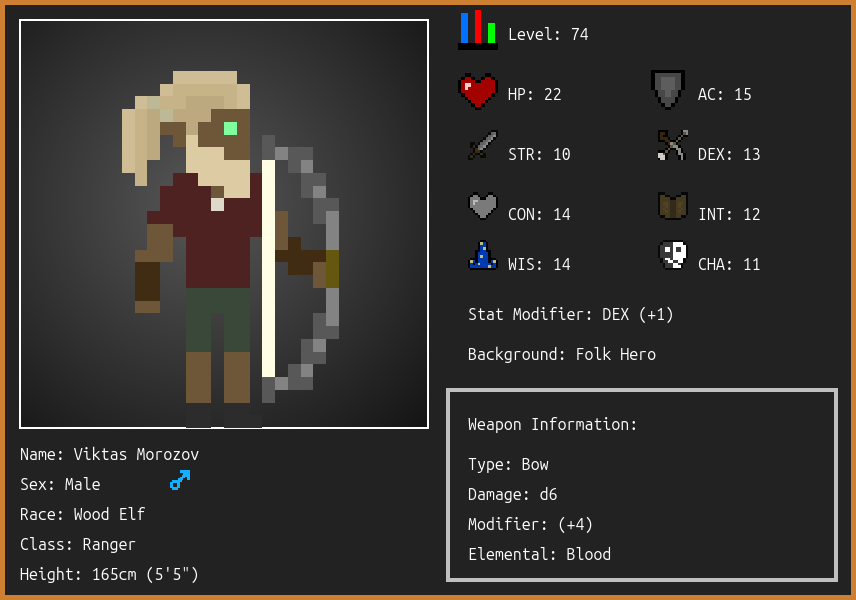 Level: 74
HP: 22
AC: 15
STR: 10
DEX: 13
CON: 14
INT: 12
WIS: 14
CHA: 11
Stat Modifier: DEX (+1)
Background: Folk Hero
Weapon Information:
Type: Bow
Damage: d6
Modifier: (+4)
Elemental: Blood
Name: Viktas Morozov
Sex: Male
Race: Wood Elf
Class: Ranger
Height: 165cm (5'5")